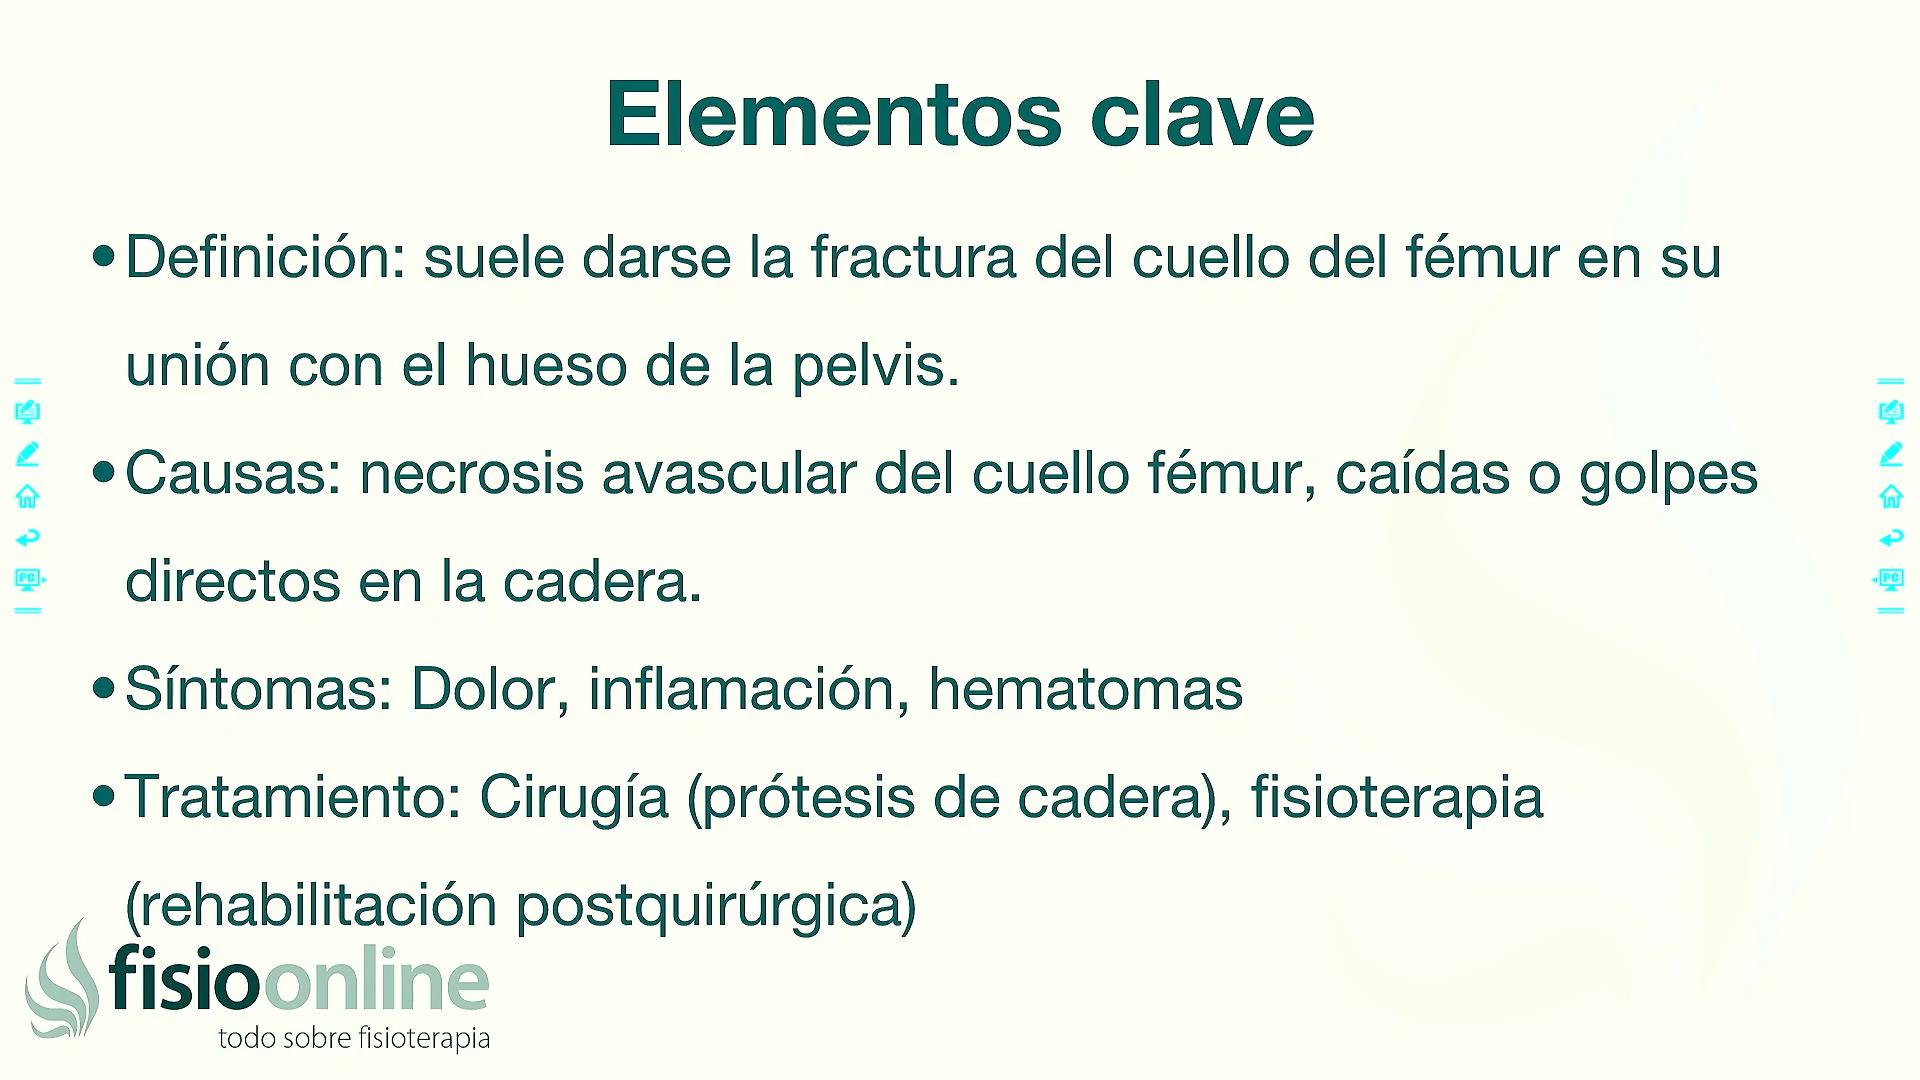 Elementos clave
•Definición: suele darse la fractura del cuello del fémur en su
unión con el hueso de la pelvis.
•Causas: necrosis avascular del cuello fémur, caídas o golpes
directos en la cadera.
•Síntomas: Dolor, inflamación, hematomas
•Tratamiento: Cirugía (prótesis de cadera), fisioterapia
(rehabilitación postquirúrgica)
fisioonline
todo sobre fisioterapia
PC
PC